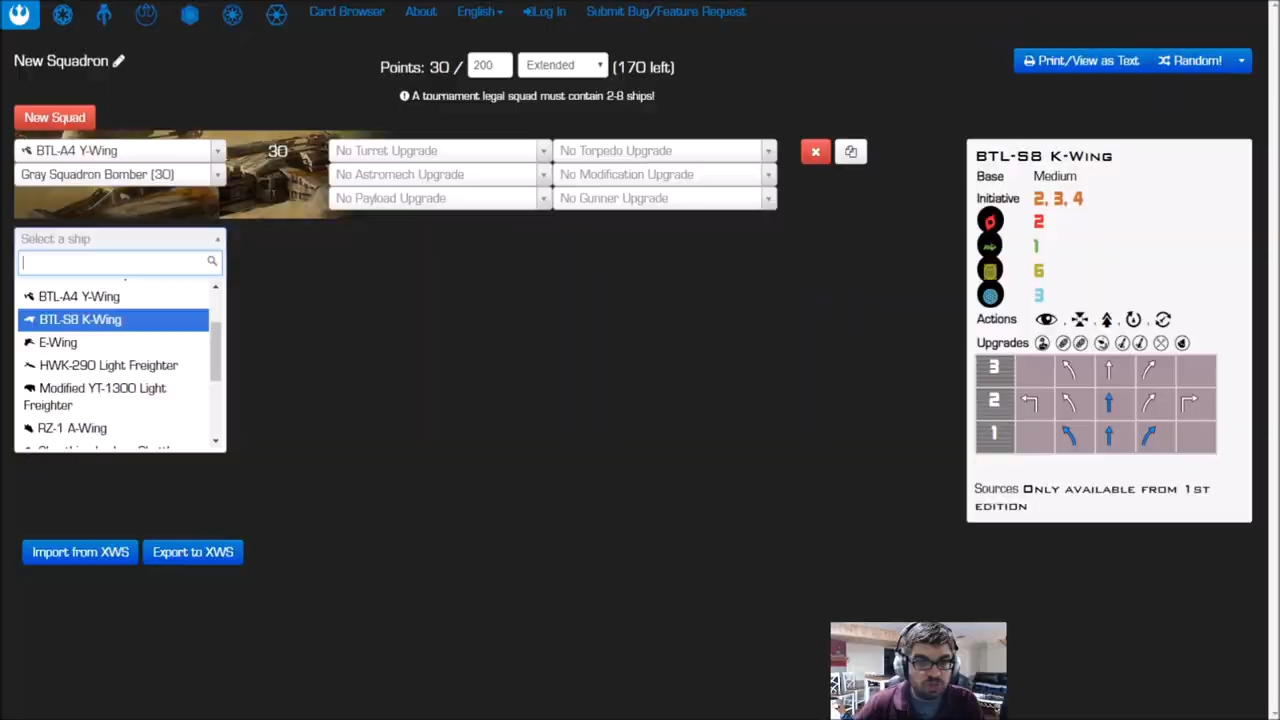 Card Browser About English Log In Submit Bug/Feature Request
New Squadron
Points: 30 / 200 Extended (170 left)
Print/View as Text Random!
A tournament legal squad must contain 2-8 ships!
New Squad
BTL-A4 Y-Wing 30 No Turret Upgrade No Torpedo Upgrade
Gray Squadron Bomber (30) No Astromech Upgrade No Modification Upgrade
No Payload Upgrade No Gunner Upgrade
Select a ship
BTL-A4 Y-Wing
BTL-S8 K-Wing
E-Wing
HWK-290 Light Freighter
Modified YT-1300 Light
Freighter
RZ-1 A-Wing
BTL-S8 K-Wing
Base Medium
Initiative 2, 3, 4
2
1
6
3
Actions , , , ,
Upgrades
3
2
1
Sources Only available from 1st
edition
Import from XWS Export to XWS